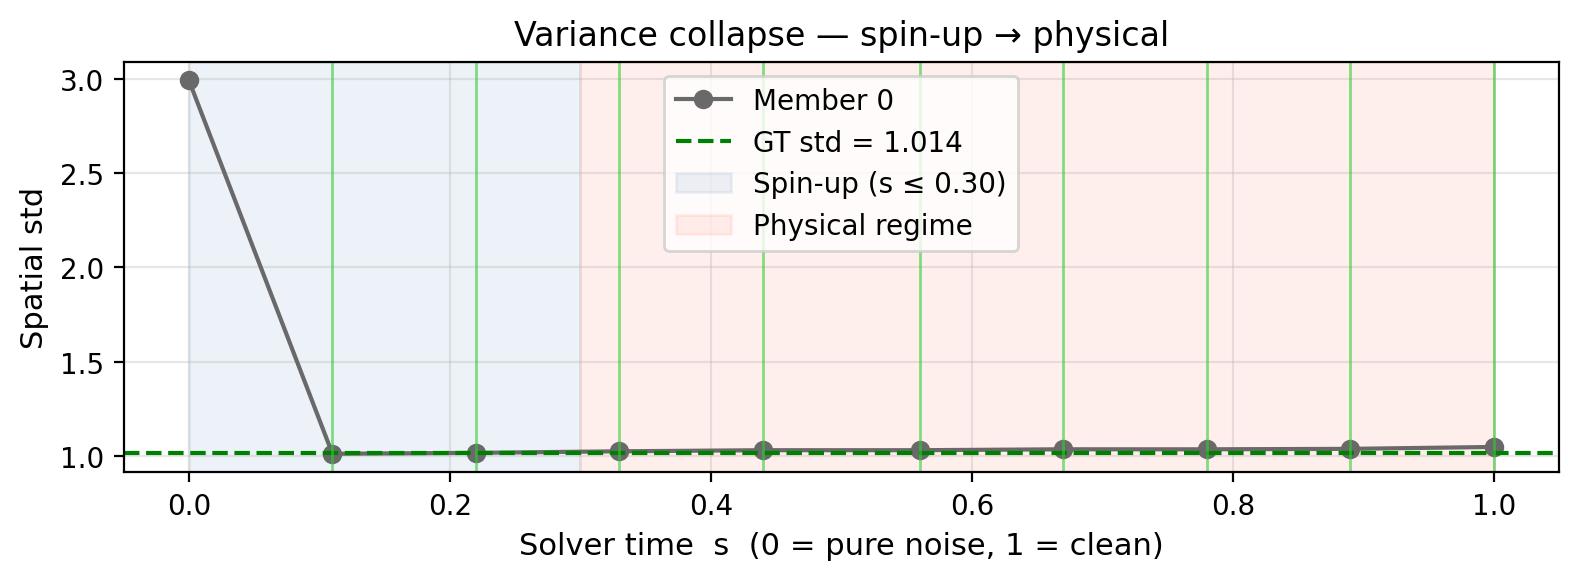 Variance collapse — spin-up → physical
3.0
2.5
2.0
1.5
1.0
Spatial std
Member 0
GT std = 1.014
Spin-up (s ≤ 0.30)
Physical regime
0.0 0.2 0.4 0.6 0.8 1.0
Solver time  s  (0 = pure noise, 1 = clean)